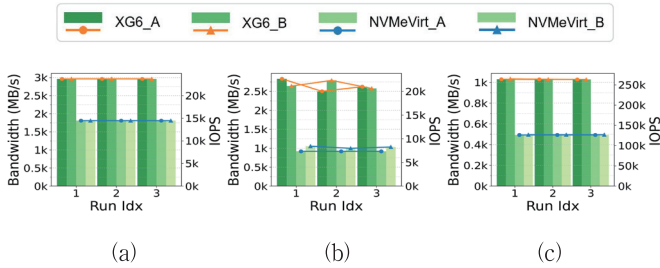 XG6_A XG6_B NVMeVirt_A NVMeVirt_B
Bandwidth (MB/s)
3k
2.5k
2k
1.5k
1k
0.5k
0k
20k
15k
10k
5k
0k
IOPS
1 2 3
Run Idx
(a)
Bandwidth (MB/s)
2.5k
2k
1.5k
1k
0.5k
0k
20k
15k
10k
5k
0k
IOPS
1 2 3
Run Idx
(b)
Bandwidth (MB/s)
1k
0.8k
0.6k
0.4k
0.2k
0k
250k
200k
150k
100k
50k
0k
IOPS
1 2 3
Run Idx
(c)